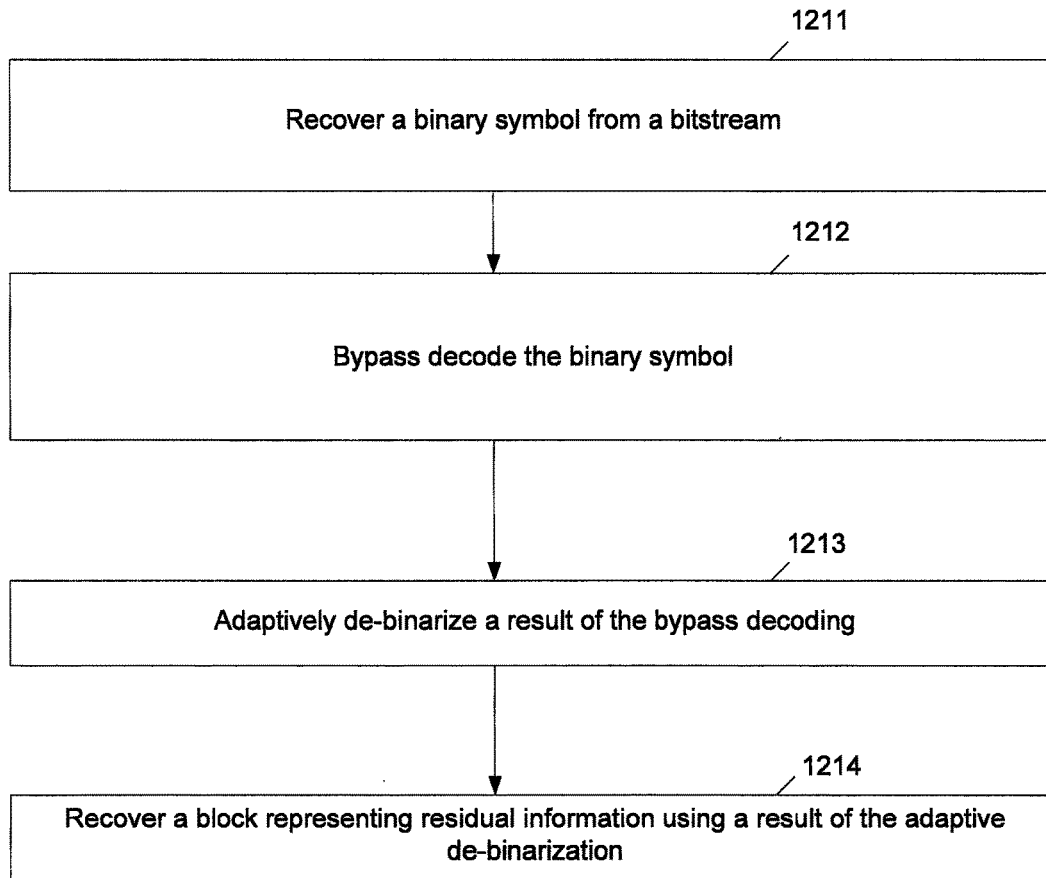 1211
Recover a binary symbol from a bitstream
1212
Bypass decode the binary symbol
1213
Adaptively de-binarize a result of the bypass decoding
1214
Recover a block representing residual information using a result of the adaptive
de-binarization